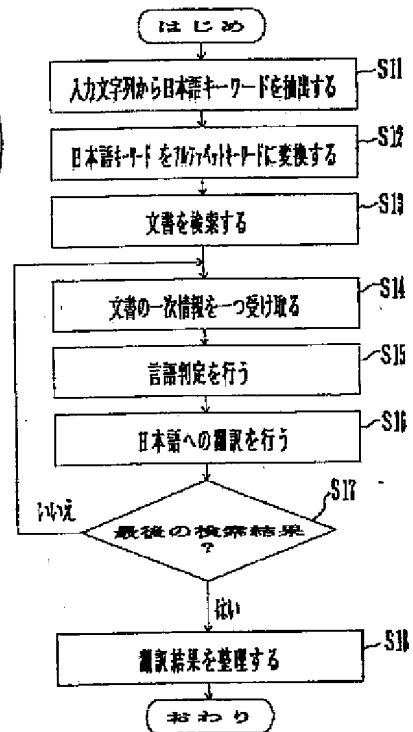 はじめ
S11
入力文字列から日本語キーワードを抽出する
S12
日本語キーワードをアルファベットキーワードに変換する
S13
文書を検索する
S14
文書の一次情報を一つ受け取る
S15
言語判定を行う
S16
日本語への翻訳を行う
S17
いいえ
最後の検索結果
?
はい
S18
翻訳結果を整理する
おわり